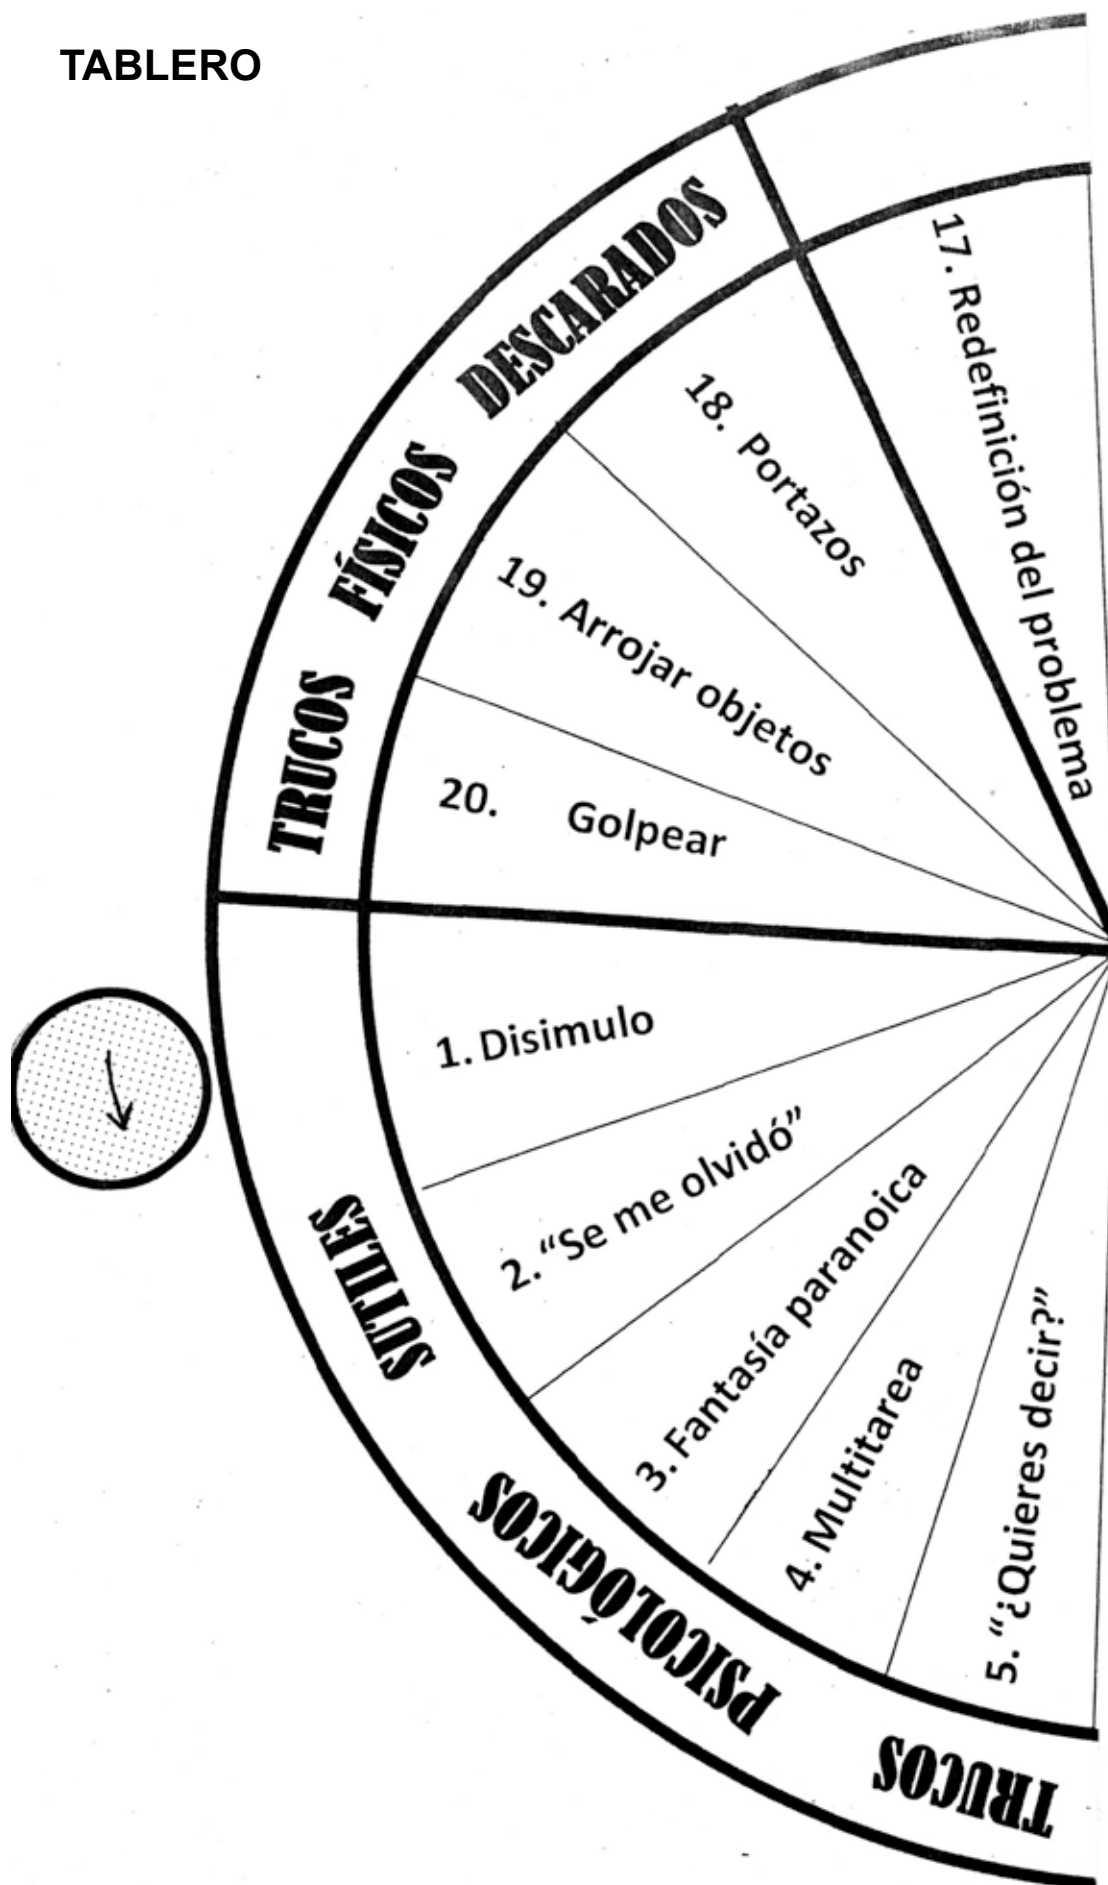 TABLERO
TRUCOS FÍSICOS DESCARADOS
17. Redefinición del problema
18. Portazos
19. Arrojar objetos
20. Golpear
1. Disimulo
2. “Se me olvidó”
3. Fantasía paranoica
4. Multitarea
5. “¿Quieres decir?”
TRUCOS PSICOLÓGICOS SUTILES